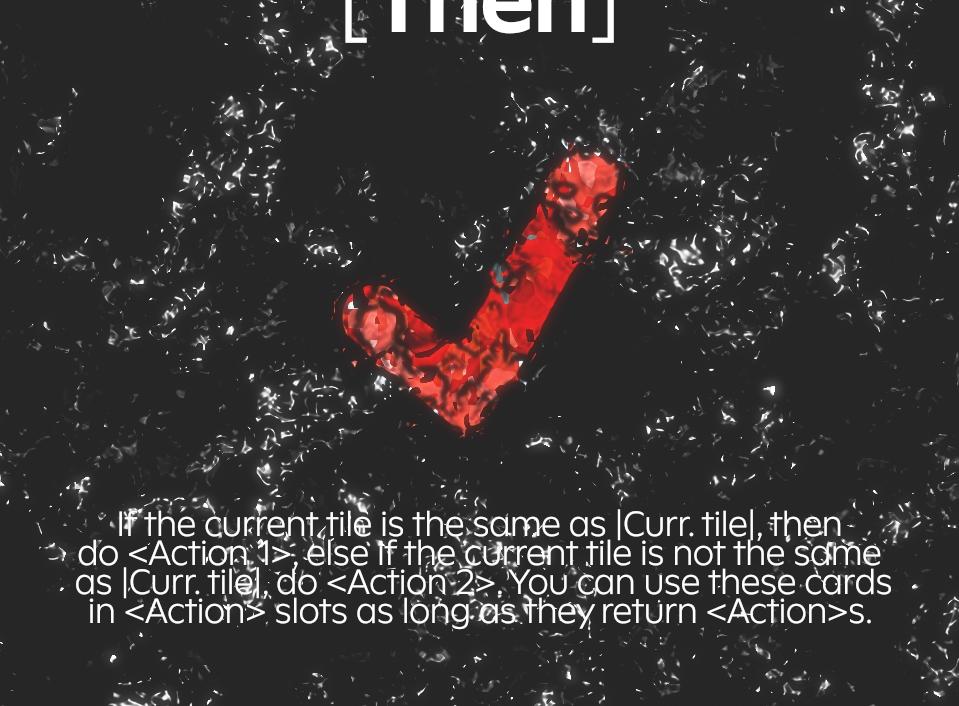 [Then]
If the current tile is the same as |Curr. tile|, then
do <Action 1>, else if the current tile is not the same
as |Curr. tile|, do <Action 2>. You can use these cards
in <Action> slots as long as they return <Action>s.